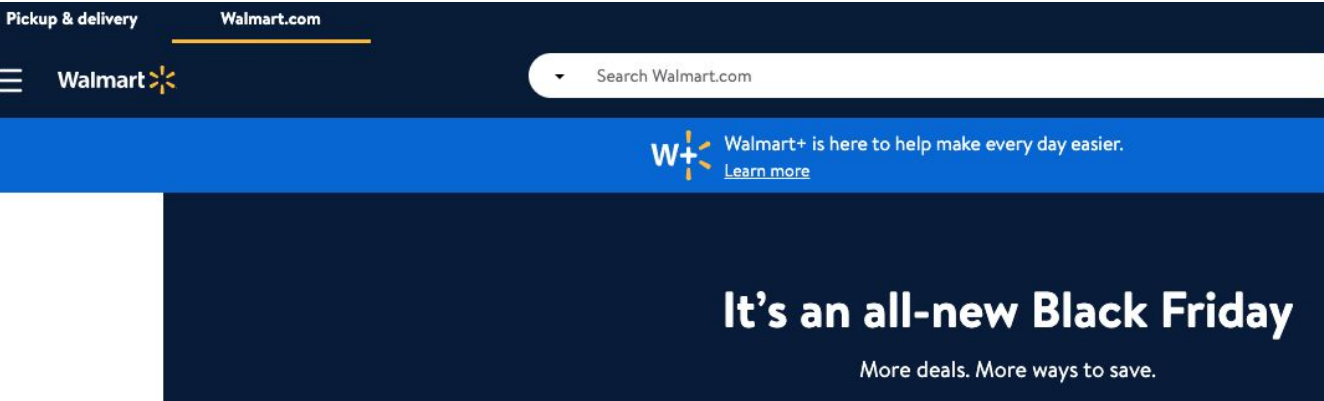 Pickup & delivery
Walmart.com
Walmart
Search Walmart.com
W+
Walmart+ is here to help make every day easier.
Learn more
It's an all-new Black Friday
More deals. More ways to save.